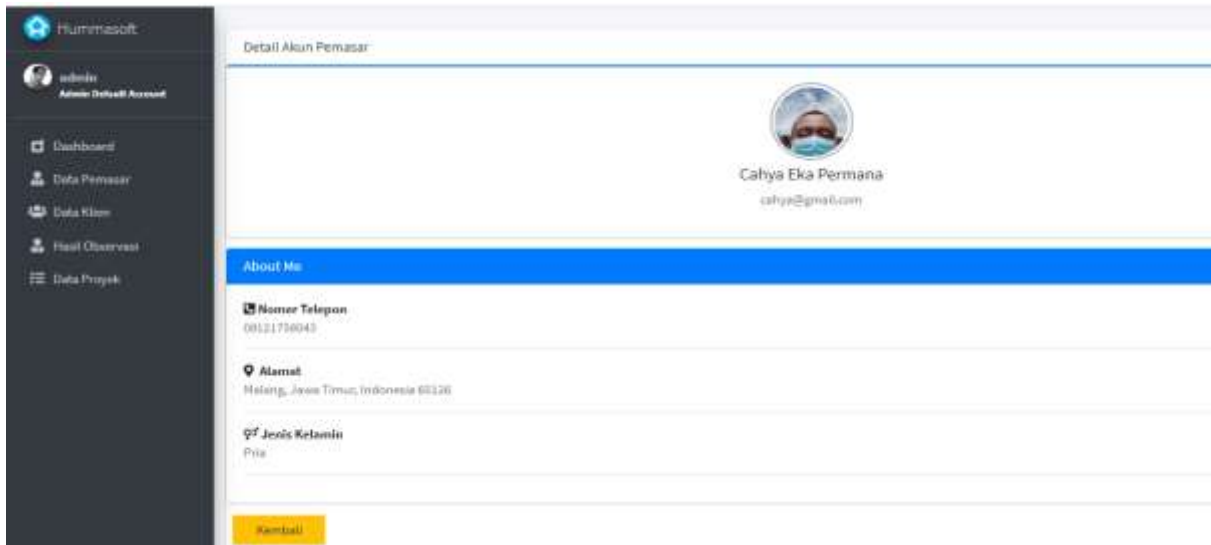 Hummasoft
admin
Admin Default Account
Dashboard
Data Pemasar
Data Klien
Hasil Observasi
Data Proyek
Detail Akun Pemasar
Cahya Eka Permana
cahya@gmail.com
About Me
Nomer Telepon
Alamat
Malang, Jawa Timur, Indonesia
Jenis Kelamin
Pria
Kembali